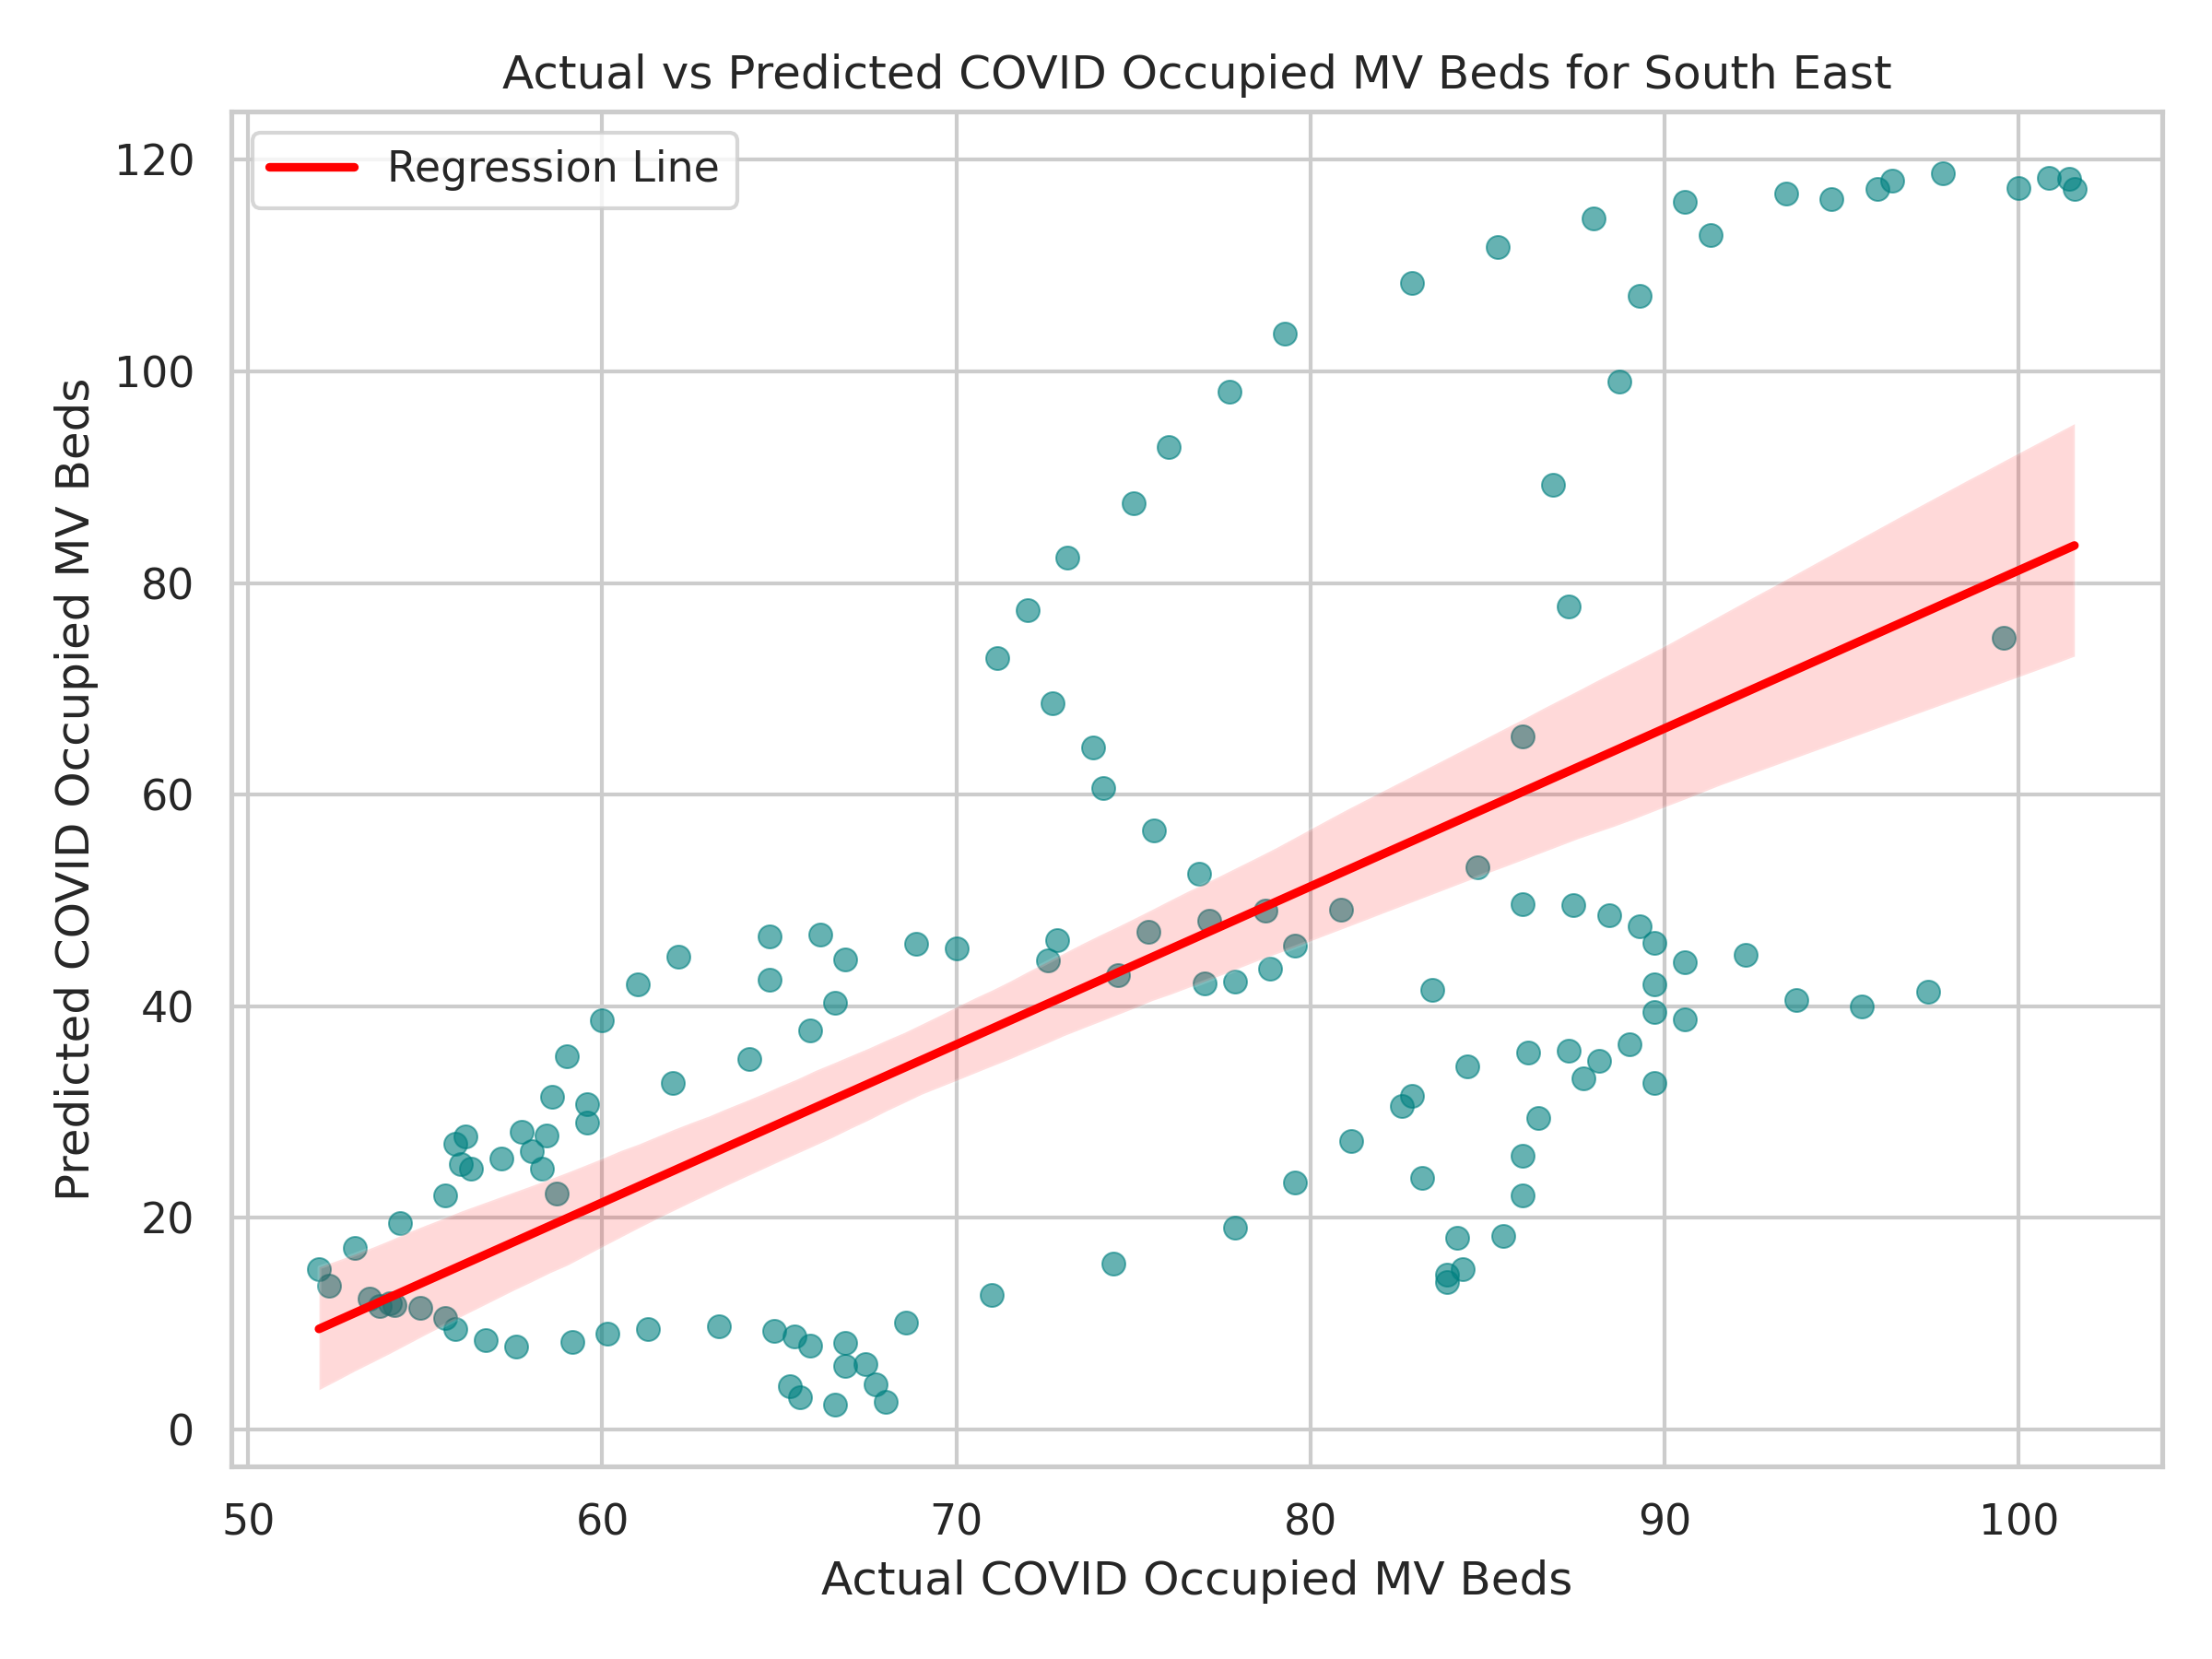 Actual vs Predicted COVID Occupied MV Beds for South East
Regression Line
Predicted COVID Occupied MV Beds
120
100
80
60
40
20
0
50 60 70 80 90 100
Actual COVID Occupied MV Beds